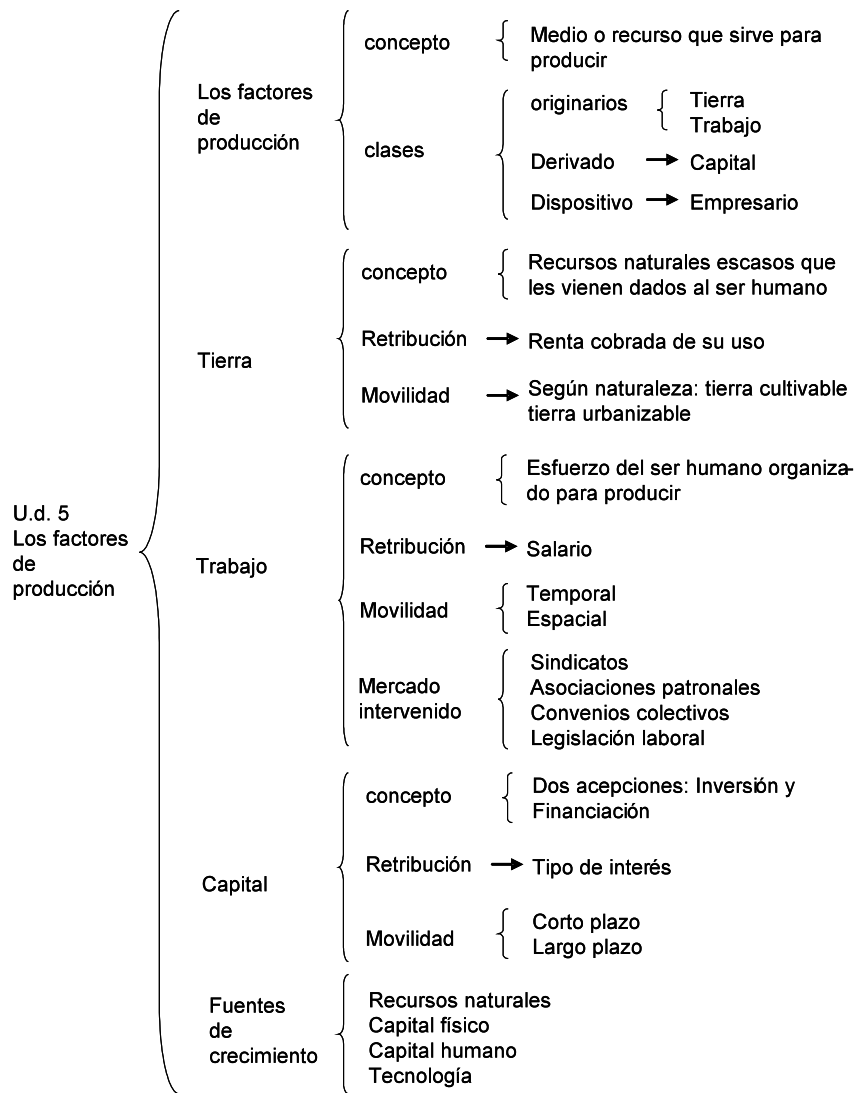 U.d. 5
Los factores
de
producción
Los factores
de
producción
concepto
Medio o recurso que sirve para
producir
clases
originarios
Tierra
Trabajo
Derivado
Capital
Dispositivo
Empresario
Tierra
concepto
Recursos naturales escasos que
les vienen dados al ser humano
Retribución
Renta cobrada de su uso
Movilidad
Según naturaleza: tierra cultivable
tierra urbanizable
Trabajo
concepto
Esfuerzo del ser humano organiza-
do para producir
Retribución
Salario
Movilidad
Temporal
Espacial
Mercado
intervenido
Sindicatos
Asociaciones patronales
Convenios colectivos
Legislación laboral
Capital
concepto
Dos acepciones: Inversión y
Financiación
Retribución
Tipo de interés
Movilidad
Corto plazo
Largo plazo
Fuentes
de
crecimiento
Recursos naturales
Capital físico
Capital humano
Tecnología